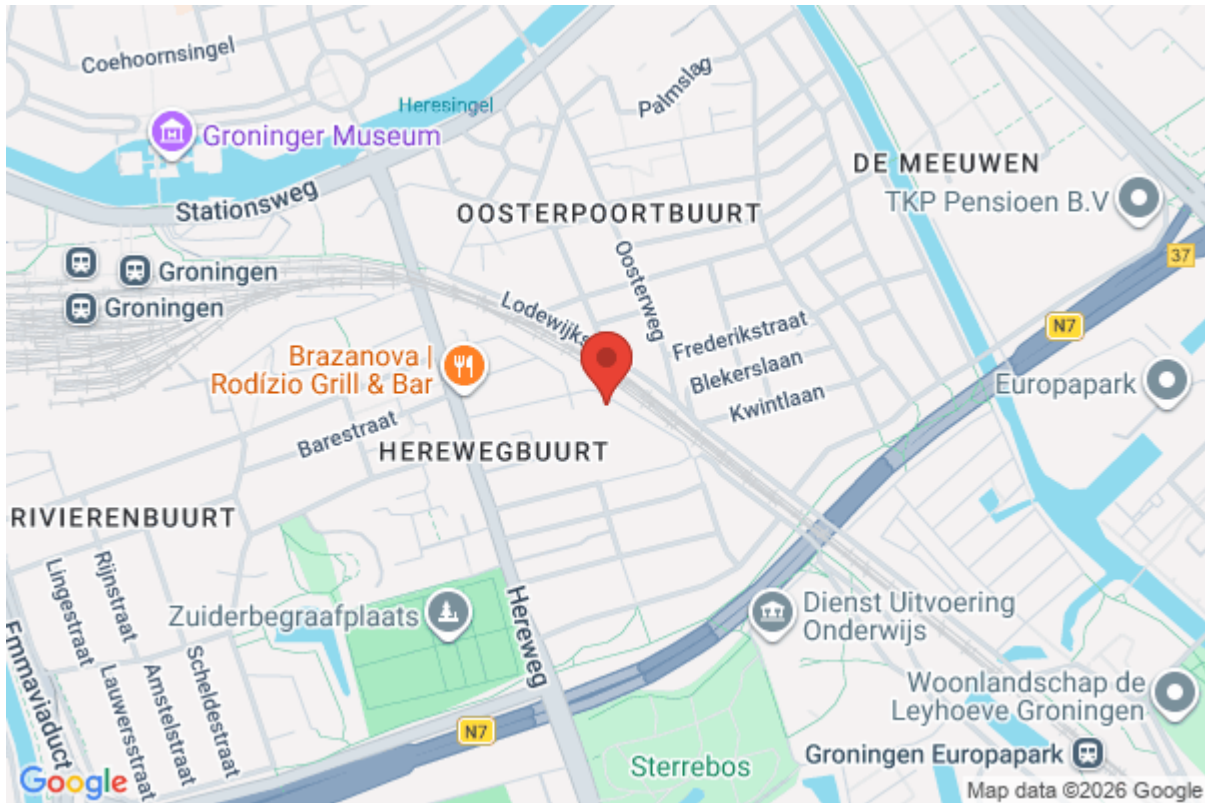 Coehoornsingel
Palmslag
Heresingel
Groninger Museum
DE MEEUWEN
TKP Pensioen B.V
Stationsweg
OOSTERPOORTBUURT
Oosterweg
37
Groningen
Groningen
Lodewijks
N7
Frederikstraat
Brazanova |
Rodízio Grill & Bar
Blekerslaan
Europapark
Kwintlaan
Barestraat
HEREWEGBUURT
RIVIERENBUURT
Rijnstraat
Lingestraat
Hereweg
Zuiderbegraafplaats
Dienst Uitvoering
Onderwijs
Emmaviaduct
Scheldestraat
Amstelstraat
Lauwersstraat
Woonlandschap de
Leyhoeve Groningen
N7
Sterrebos
Groningen Europapark
Google
Map data ©2026 Google